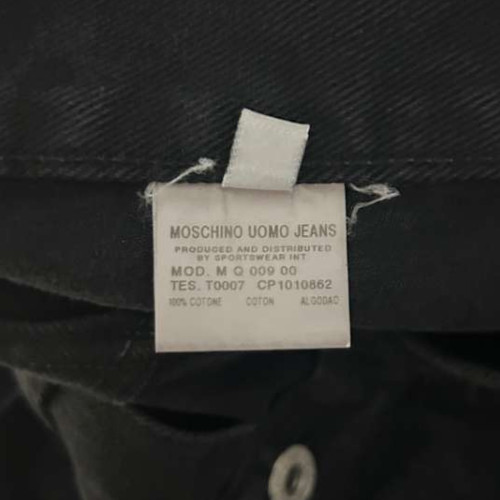 MOSCHINO UOMO JEANS
PRODUCED AND DISTRIBUTED
BY SPORTSWEAR INT.
MOD. M Q 009 00
TES. T0007 CP1010862
100% COTONE COTON ALGODAO